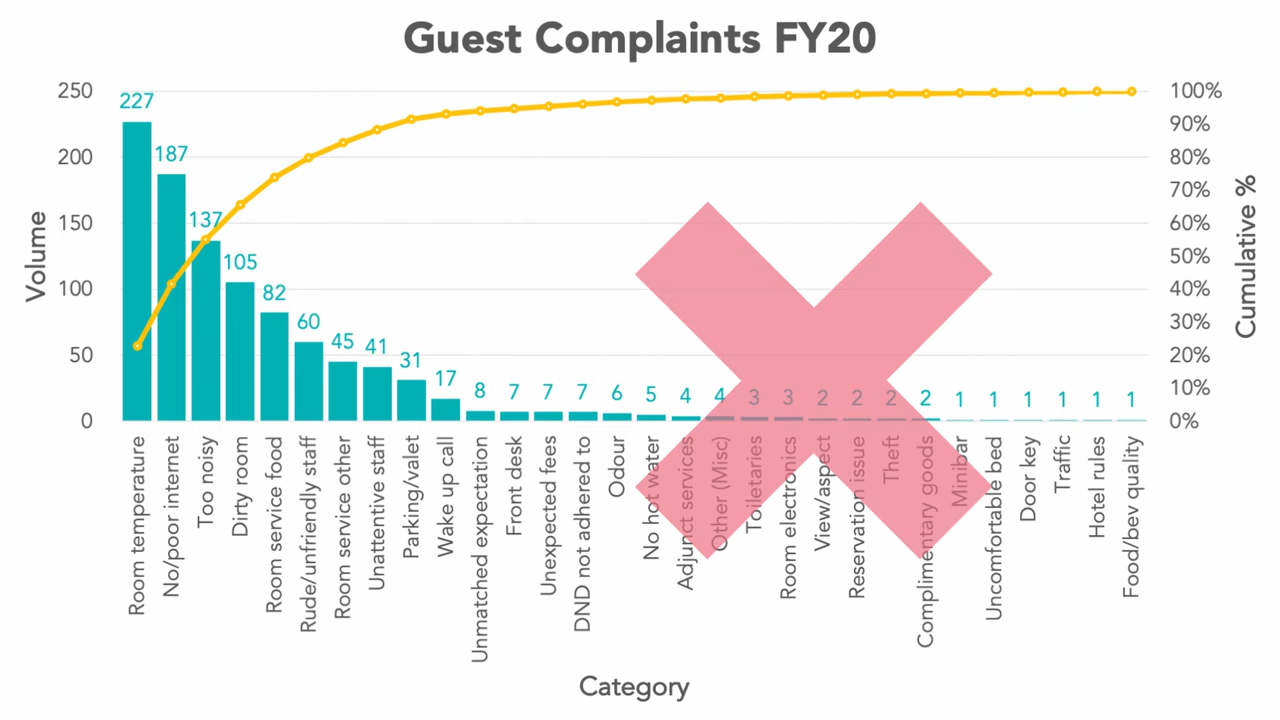 Guest Complaints FY20
250
200
150
100
50
0
Volume
227
187
137
105
82
60
45
41
31
17
8
7
7
7
6
5
4
4
3
3
2
2
2
2
1
1
1
1
1
1
100%
90%
80%
70%
60%
50%
40%
30%
20%
10%
0%
Cumulative %
Room temperature
No/poor internet
Too noisy
Dirty room
Room service food
Rude/unfriendly staff
Room service other
Unattentive staff
Parking/valet
Wake up call
Unmatched expectation
Front desk
Unexpected fees
DND not adhered to
Odour
No hot water
Adjunct services
Other (Misc)
Toiletaries
Room electronics
View/aspect
Reservation issue
Theft
Complimentary goods
Minibar
Uncomfortable bed
Door key
Traffic
Hotel rules
Food/bev quality
Category